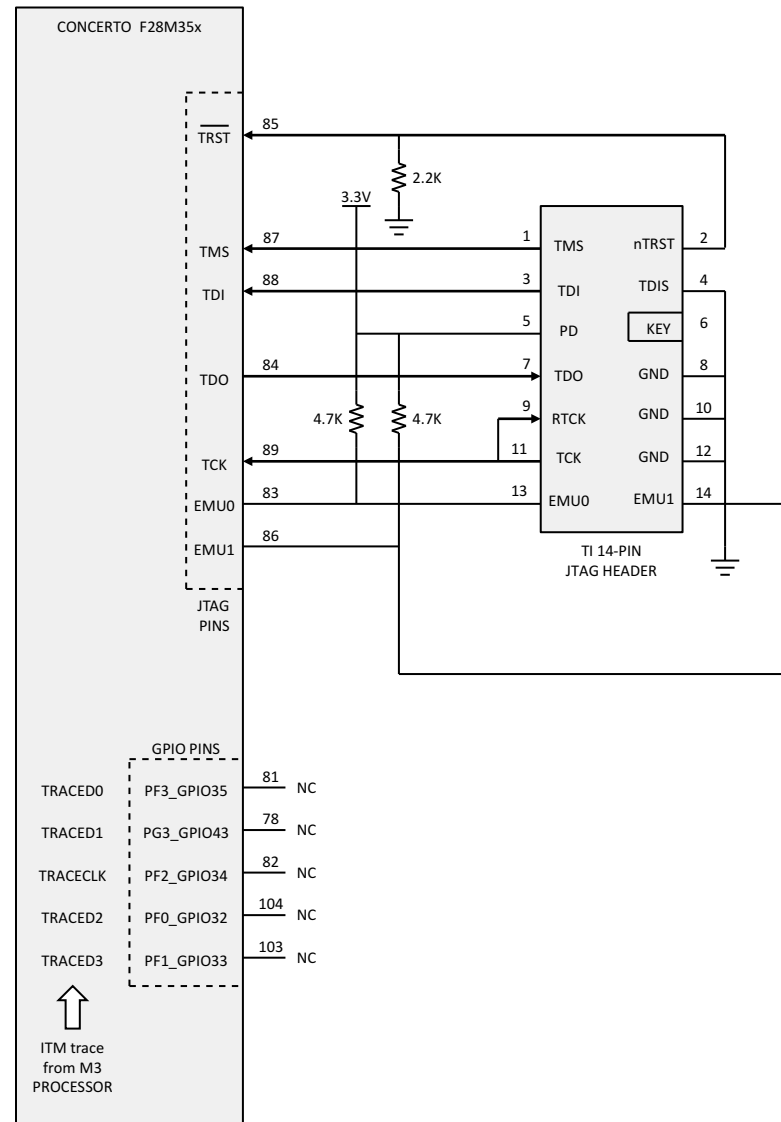 CONCERTO F28M35x
TRST
85
2.2K
3.3V
TMS
87
1
TMS
nTRST
2
TDI
88
3
TDI
TDIS
4
5
PD
KEY
6
TDO
84
7
TDO
GND
8
4.7K
4.7K
9
RTCK
GND
10
TCK
89
11
TCK
GND
12
EMU0
83
13
EMU0
EMU1
14
EMU1
86
TI 14-PIN
JTAG HEADER
JTAG
PINS
GPIO PINS
TRACED0
PF3_GPIO35
81
NC
TRACED1
PG3_GPIO43
78
NC
TRACECLK
PF2_GPIO34
82
NC
TRACED2
PF0_GPIO32
104
NC
TRACED3
PF1_GPIO33
103
NC
ITM trace
from M3
PROCESSOR